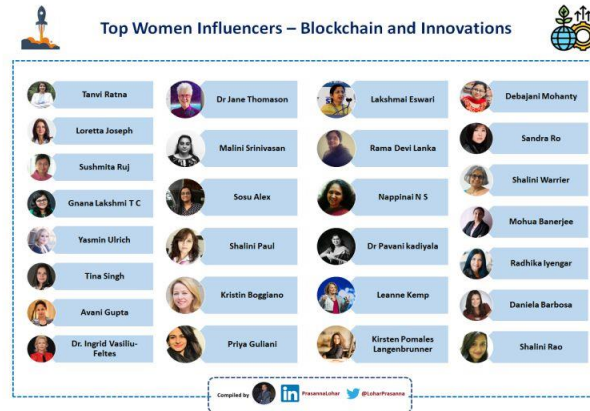 Top Women Influencers – Blockchain and Innovations
Tanvi Ratna
Loretta Joseph
Sushmita Ruj
Gnana Lakshmi T C
Yasmin Ulrich
Tina Singh
Avani Gupta
Dr. Ingrid Vasiliu-
Feltes
Dr Jane Thomason
Malini Srinivasan
Sosu Alex
Shalini Paul
Kristin Boggiano
Priya Guliani
Lakshmai Eswari
Rama Devi Lanka
Nappinai N S
Dr Pavani kadiyala
Leanne Kemp
Kirsten Pomales
Langenbrunner
Debajani Mohanty
Sandra Ro
Shalini Warrier
Mohua Banerjee
Radhika Iyengar
Daniela Barbosa
Shalini Rao
Compiled by in PrasannaLohar @LoharPrasanna